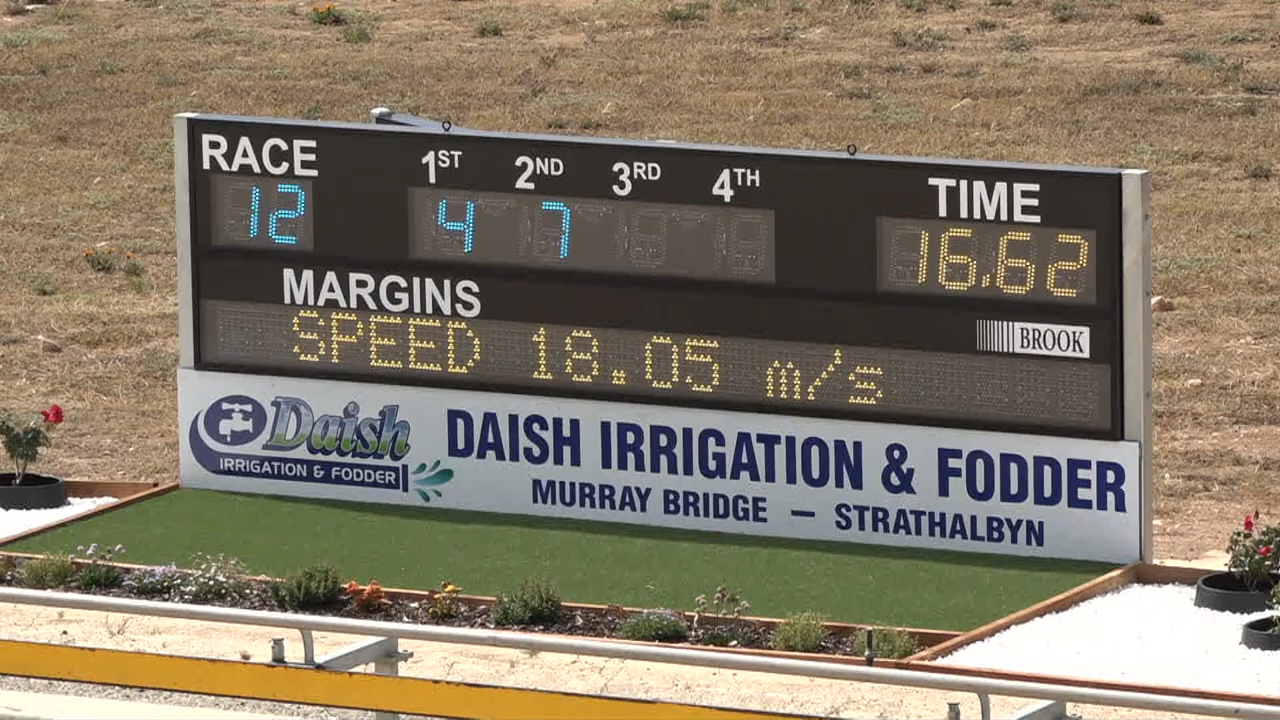 RACE 1ST 2ND 3RD 4TH TIME
12 4 7 16.62
MARGINS
BROOK
SPEED 18.05 m/s
Daish
IRRIGATION & FODDER
DAISH IRRIGATION & FODDER
MURRAY BRIDGE – STRATHALBYN